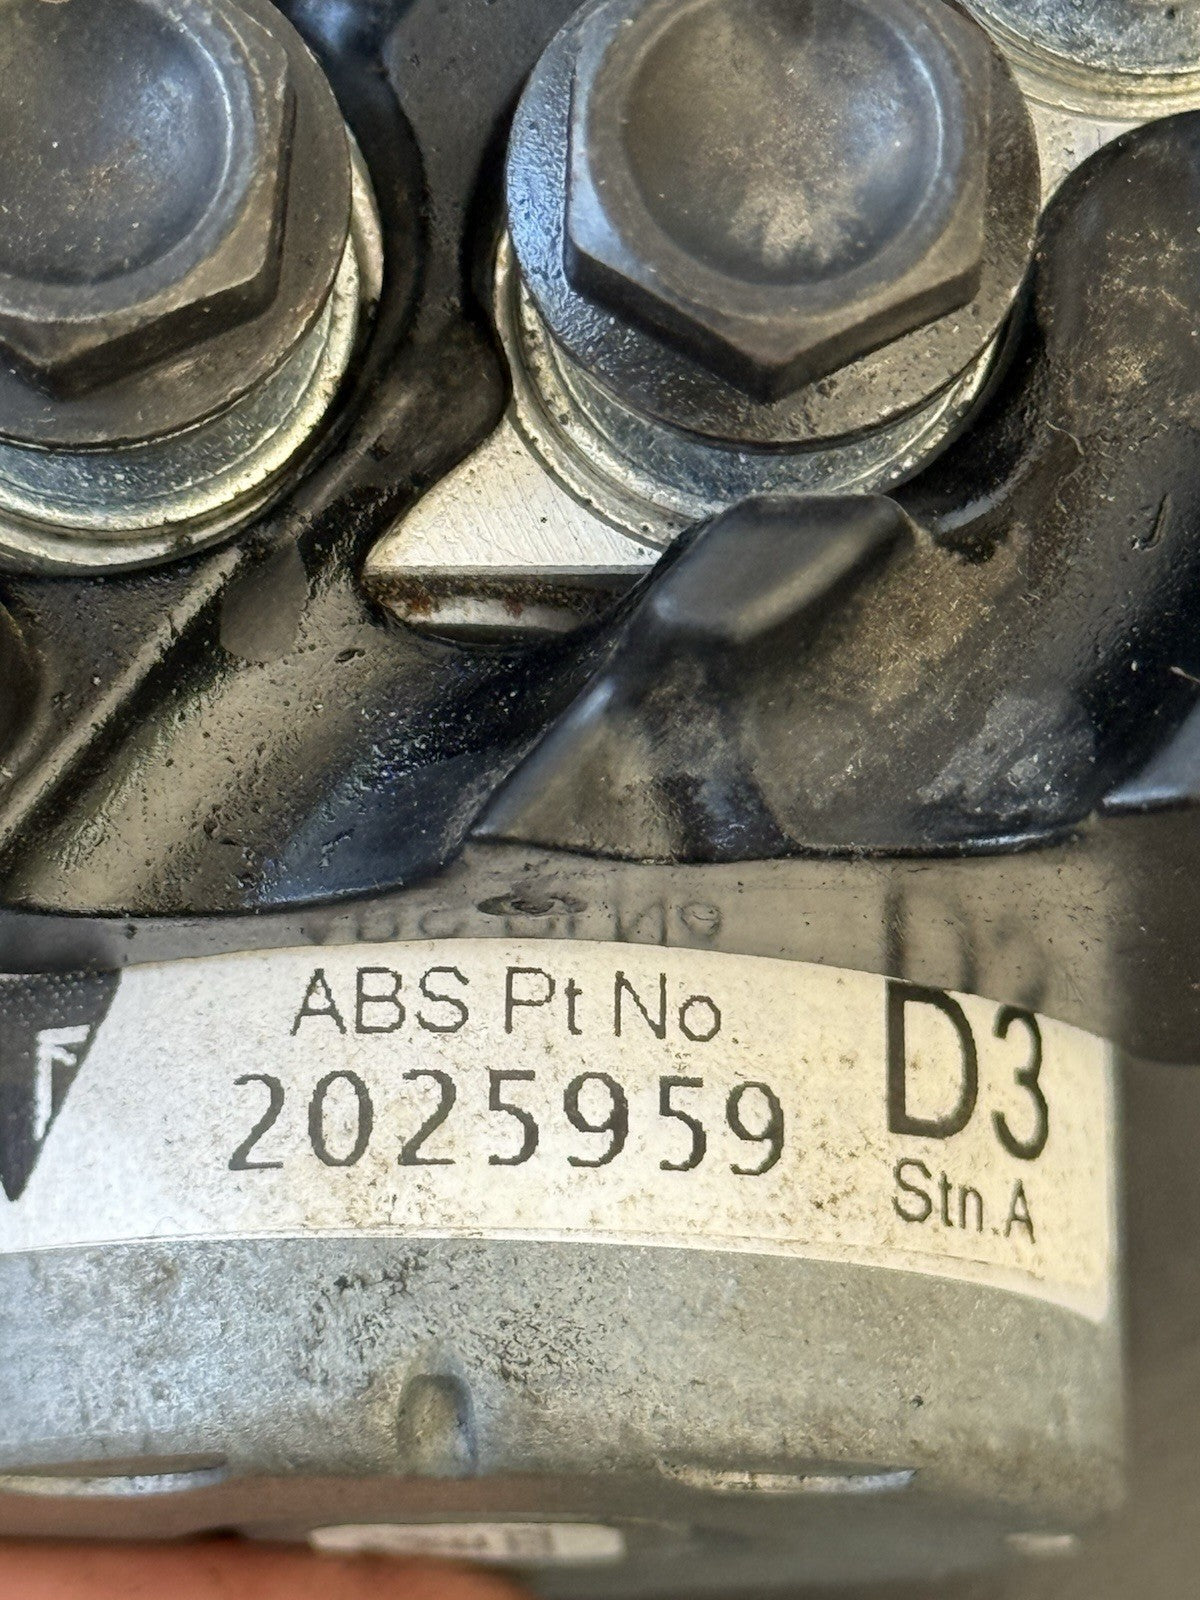 ABS Pt No
2025959
D3
Stn.A